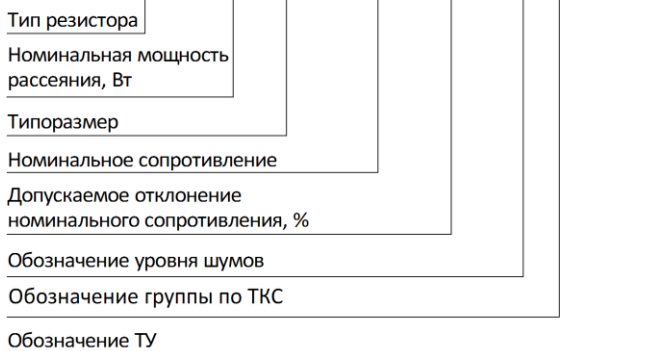 Тип резистора
Номинальная мощность
рассеяния, Вт
Типоразмер
Номинальное сопротивление
Допускаемое отклонение
номинального сопротивления, %
Обозначение уровня шумов
Обозначение группы по ТКС
Обозначение ТУ